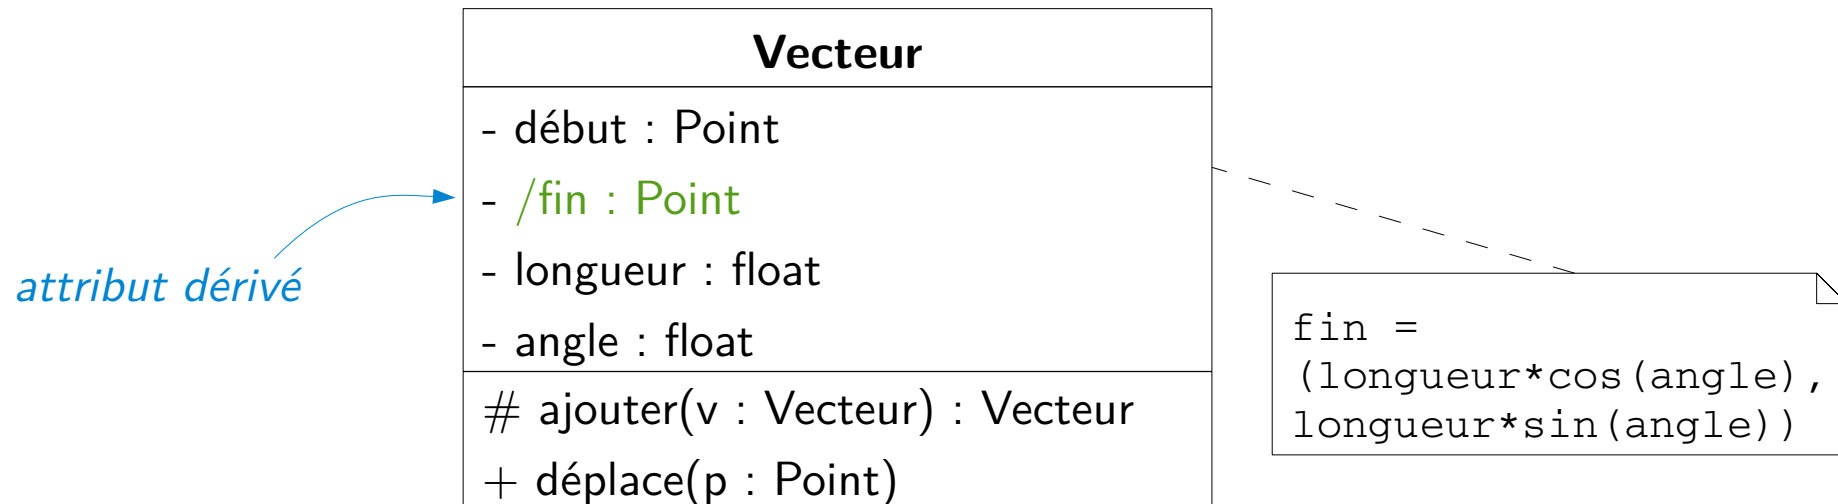 Vecteur
- début : Point
- /fin : Point
- longueur : float
- angle : float
# ajouter(v : Vecteur) : Vecteur
+ déplace(p : Point)
attribut dérivé
fin =
(longueur*cos(angle),
longueur*sin(angle))